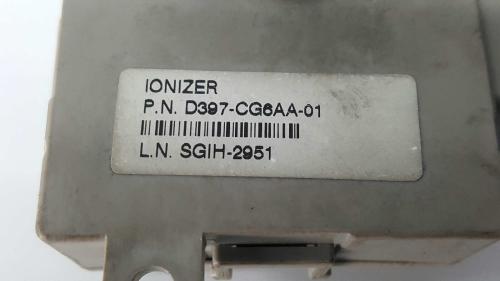 IONIZER
P.N. D397-CG6AA-01
L.N. SGIH-2951